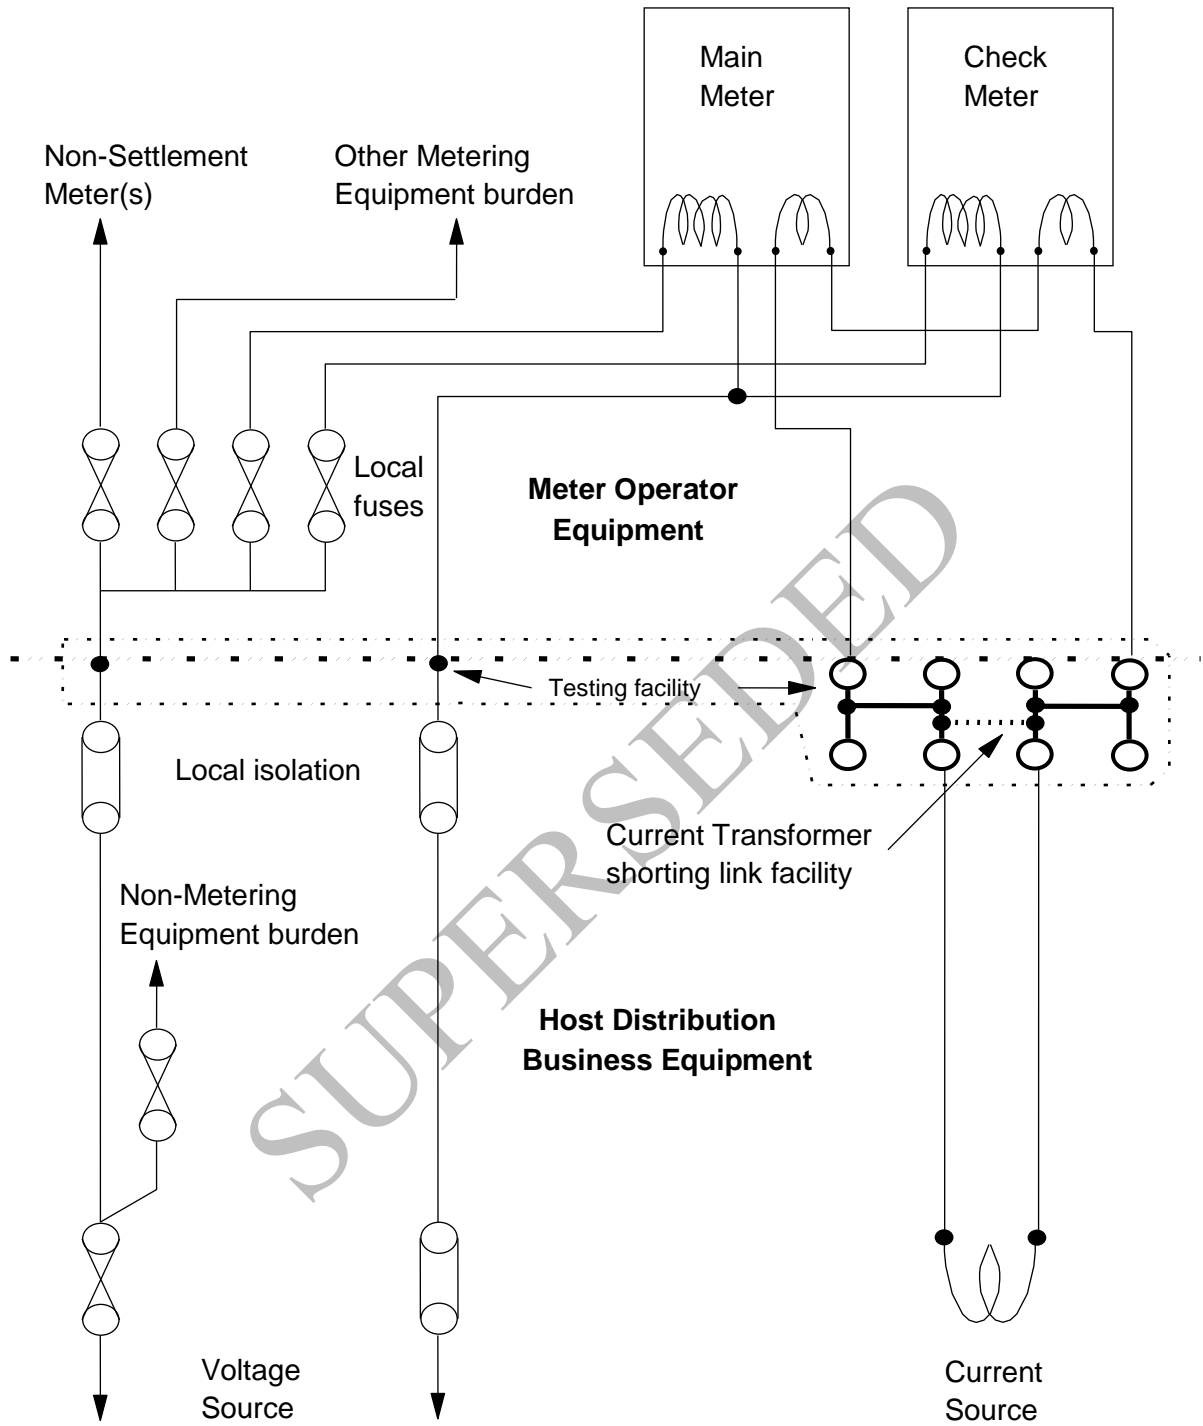 Main
Meter
Check
Meter
Non-Settlement
Meter(s)
Other Metering
Equipment burden
Local
fuses
Meter Operator
Equipment
Testing facility
Local isolation
Current Transformer
shorting link facility
Non-Metering
Equipment burden
Host Distribution
Business Equipment
Voltage
Source
Current
Source
SUPERSEDED